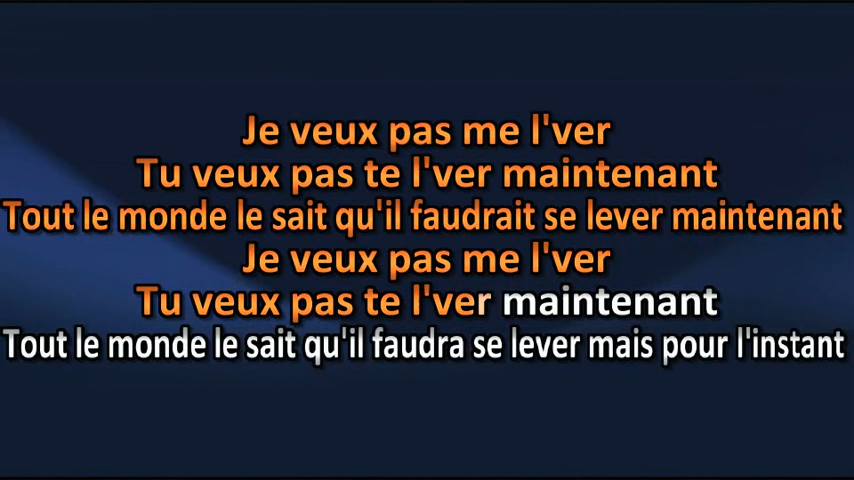 Je veux pas me l'ver
Tu veux pas te l'ver maintenant
Tout le monde le sait qu'il faudrait se lever maintenant
Je veux pas me l'ver
Tu veux pas te l'ver maintenant
Tout le monde le sait qu'il faudra se lever mais pour l'instant